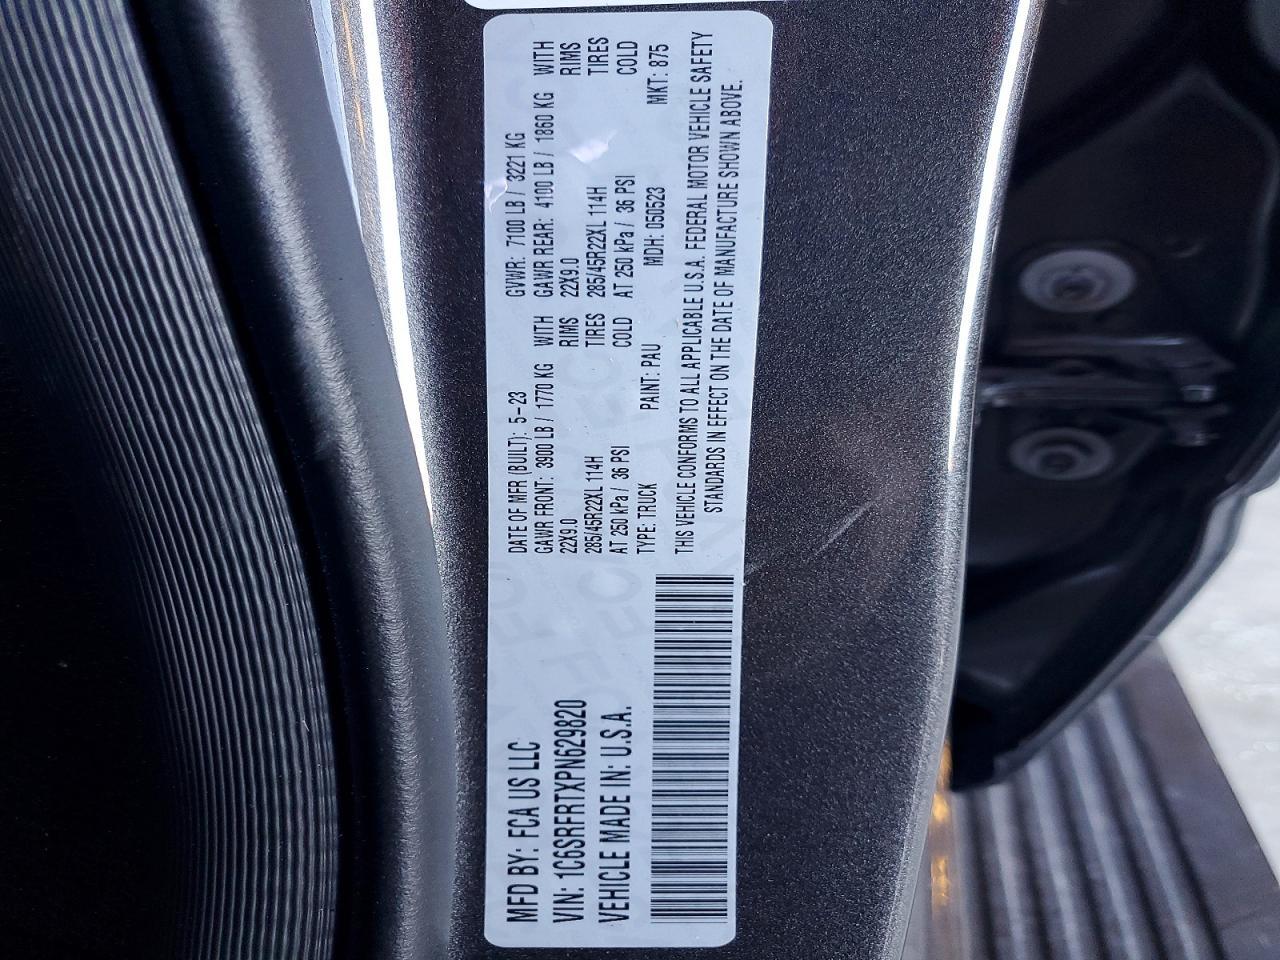 MFD BY: FCA US LLC
VIN: 1C6SRFRTXPN629820
VEHICLE MADE IN: U.S.A.
DATE OF MFR (BUILT): 5-23 GVWR: 7100 LB / 3221 KG
GAWR FRONT: 3900 LB / 1770 KG WITH GAWR REAR: 4100 LB / 1860 KG WITH
22X9.0 RIMS 22X9.0 RIMS
285/45R22XL 114H TIRES 285/45R22XL 114H TIRES
AT 250 kPa / 36 PSI COLD AT 250 kPa / 36 PSI COLD
TYPE: TRUCK PAINT: PAU MDH: 050523 MKT: 875
THIS VEHICLE CONFORMS TO ALL APPLICABLE U.S.A. FEDERAL MOTOR VEHICLE SAFETY
STANDARDS IN EFFECT ON THE DATE OF MANUFACTURE SHOWN ABOVE.